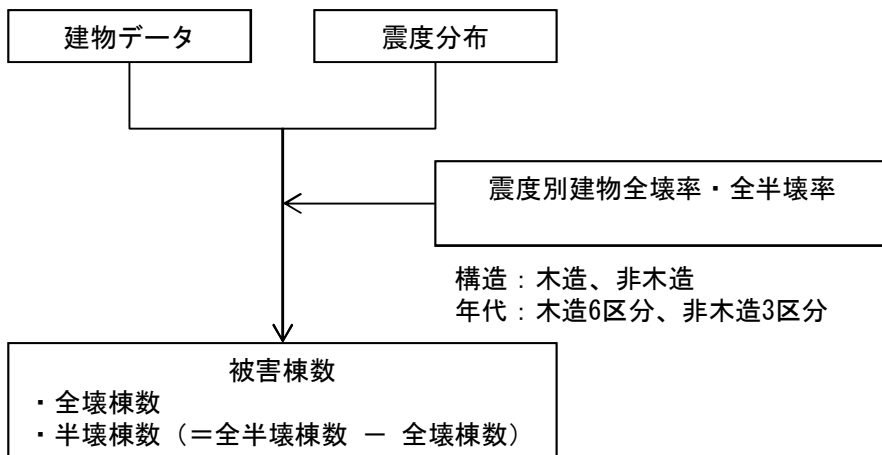 建物データ
震度分布
震度別建物全壊率・全半壊率
構造：木造、非木造
年代：木造6区分、非木造3区分
被害棟数
・全壊棟数
・半壊棟数（＝全半壊棟数 － 全壊棟数）